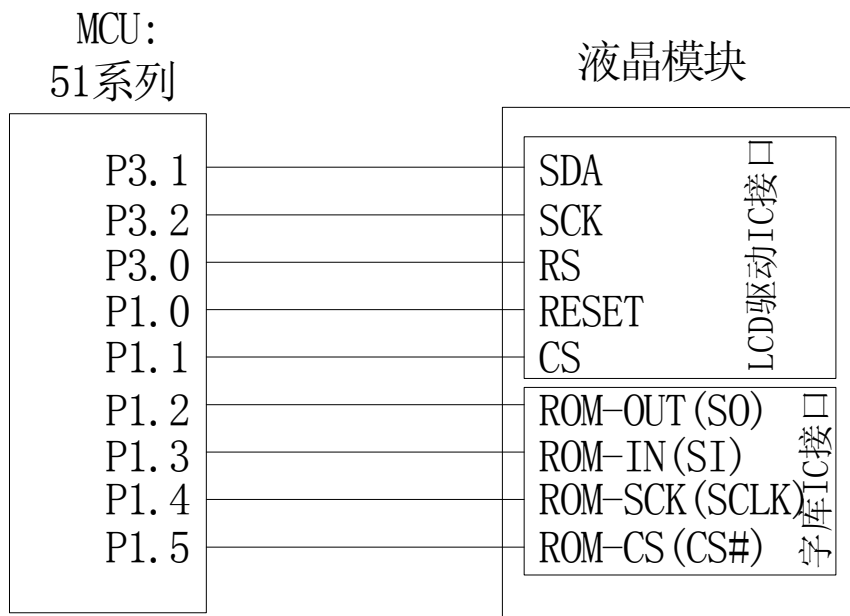 MCU:
51系列
液晶模块
P3.1
P3.2
P3.0
P1.0
P1.1
P1.2
P1.3
P1.4
P1.5
SDA
SCK
RS
RESET
CS
LCD驱动IC接口
ROM-OUT(SO)
ROM-IN(SI)
ROM-SCK(SCLK)
ROM-CS(CS#)
字库IC接口